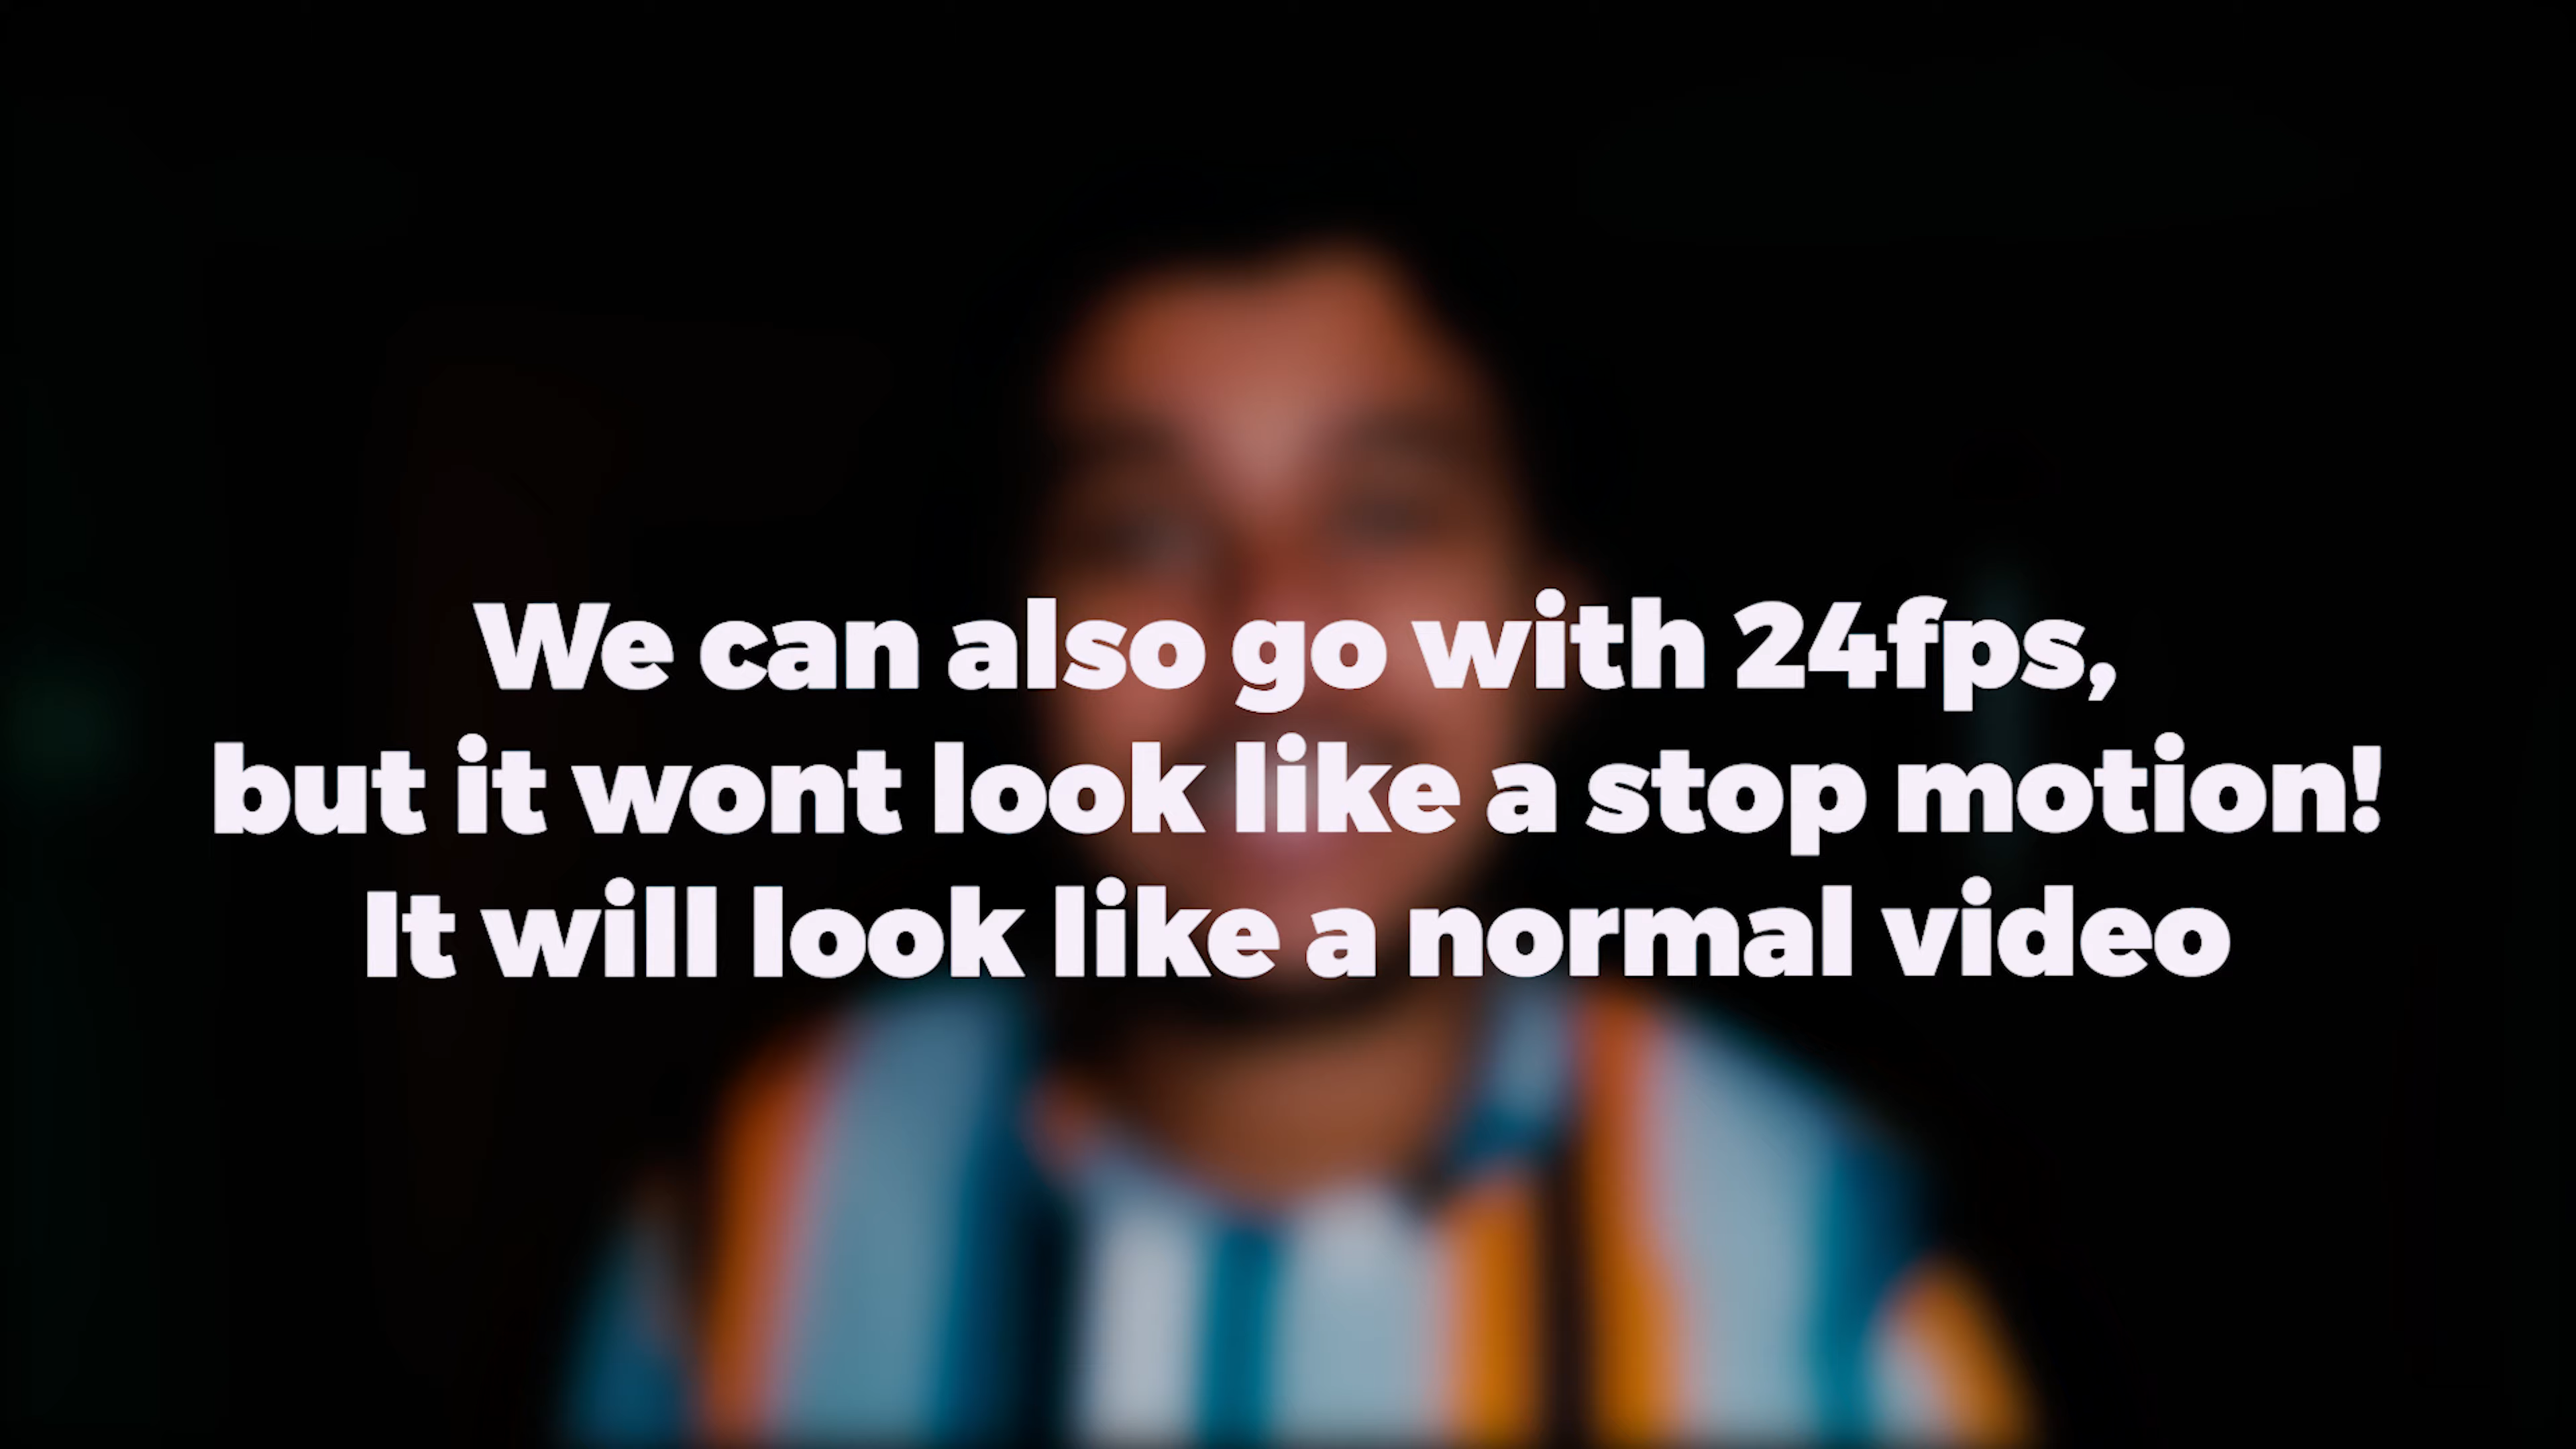 We can also go with 24fps,
but it wont look like a stop motion!
It will look like a normal video